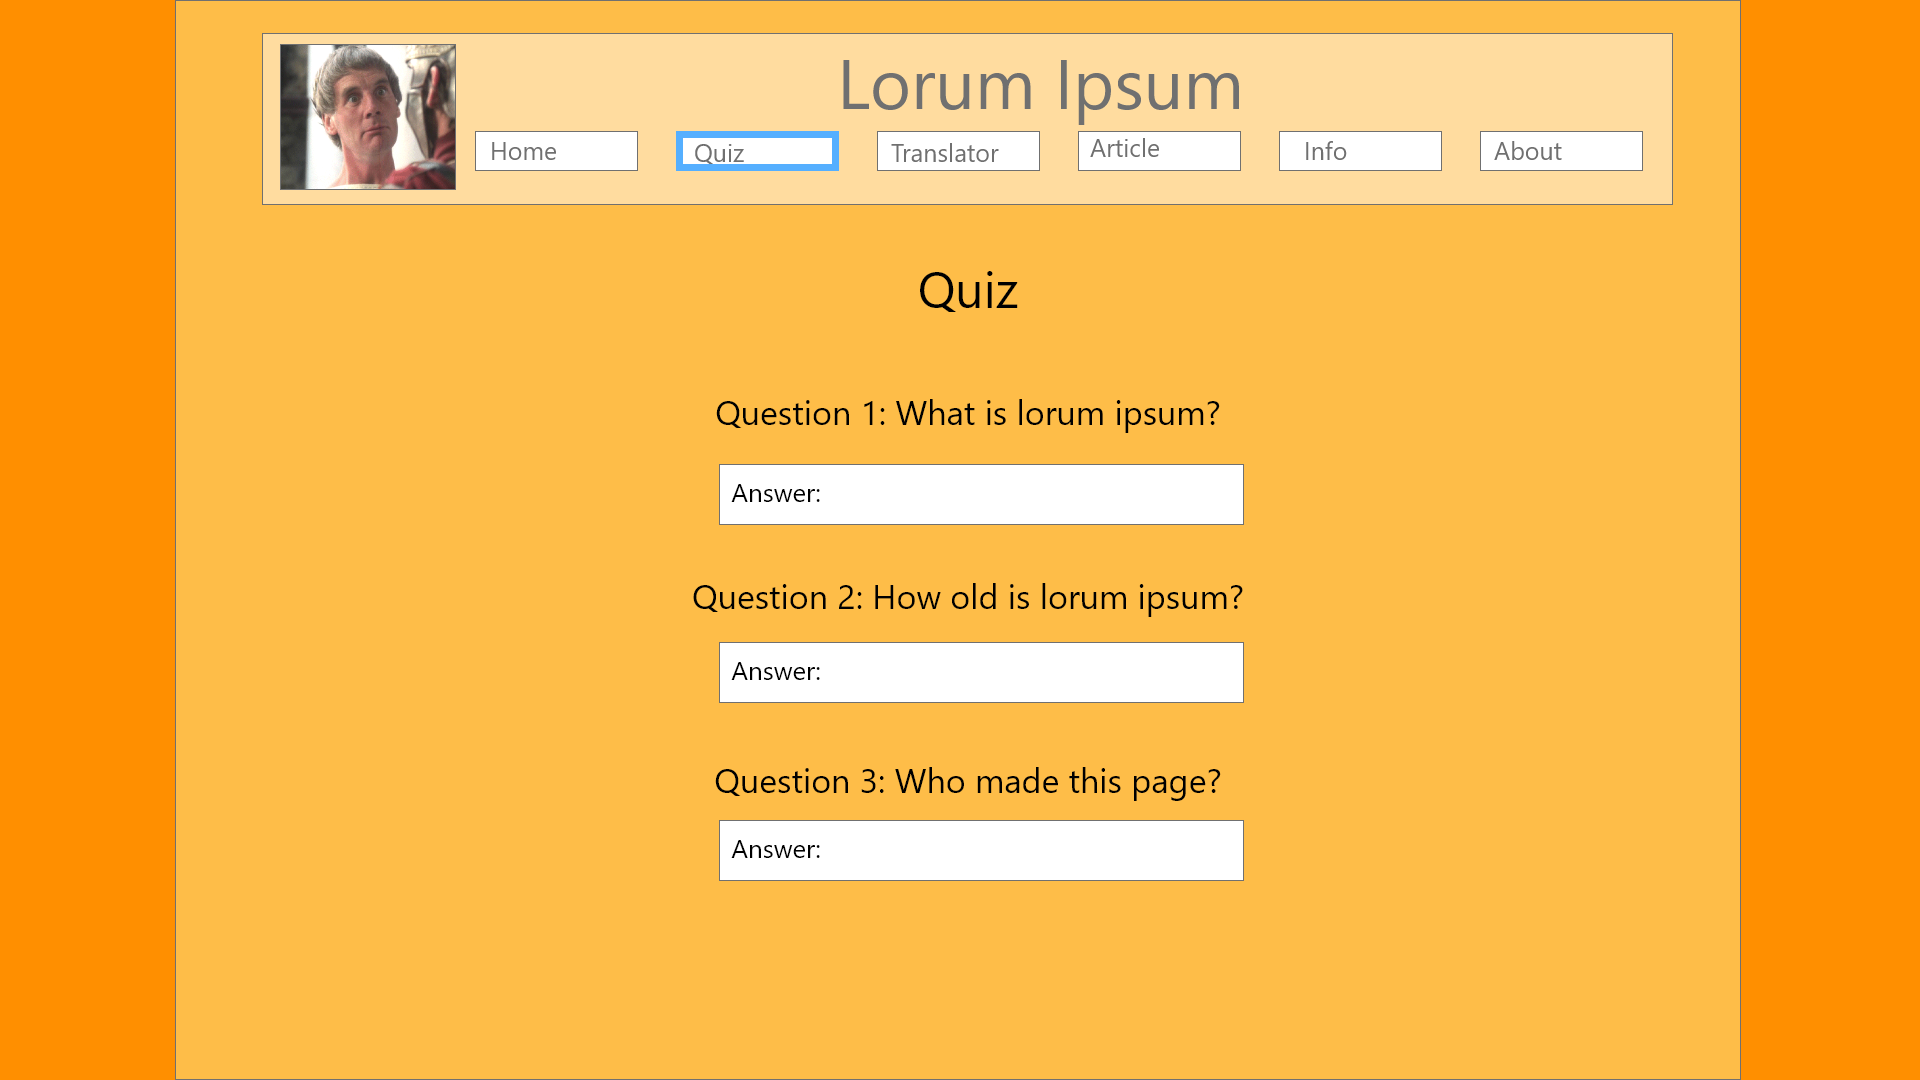 Lorum Ipsum
Home
Quiz
Translator
Article
Info
About
Quiz
Question 1: What is lorum ipsum?
Answer:
Question 2: How old is lorum ipsum?
Answer:
Question 3: Who made this page?
Answer: